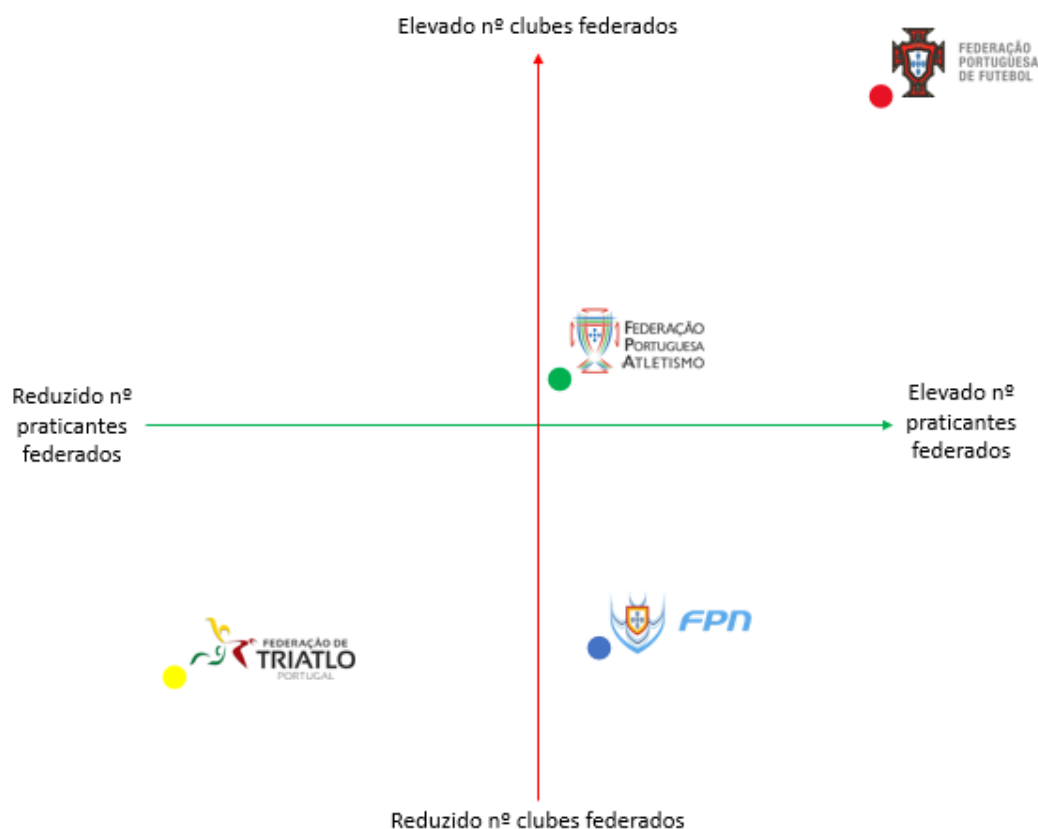 Elevado nº clubes federados
FEDERAÇÃO
PORTUGUESA
DE FUTEBOL
FEDERAÇÃO
PORTUGUESA
ATLETISMO
Reduzido nº
praticantes
federados
Elevado nº
praticantes
federados
FEDERAÇÃO DE
TRIATLO
PORTUGAL
FPN
Reduzido nº clubes federados